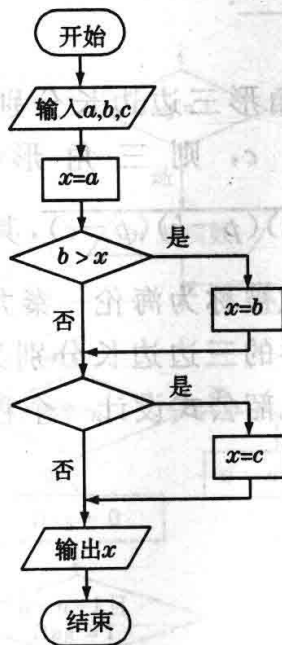 开始
输入a,b,c
x=a
b>x
是
x=b
否
是
x=c
否
输出x
结束